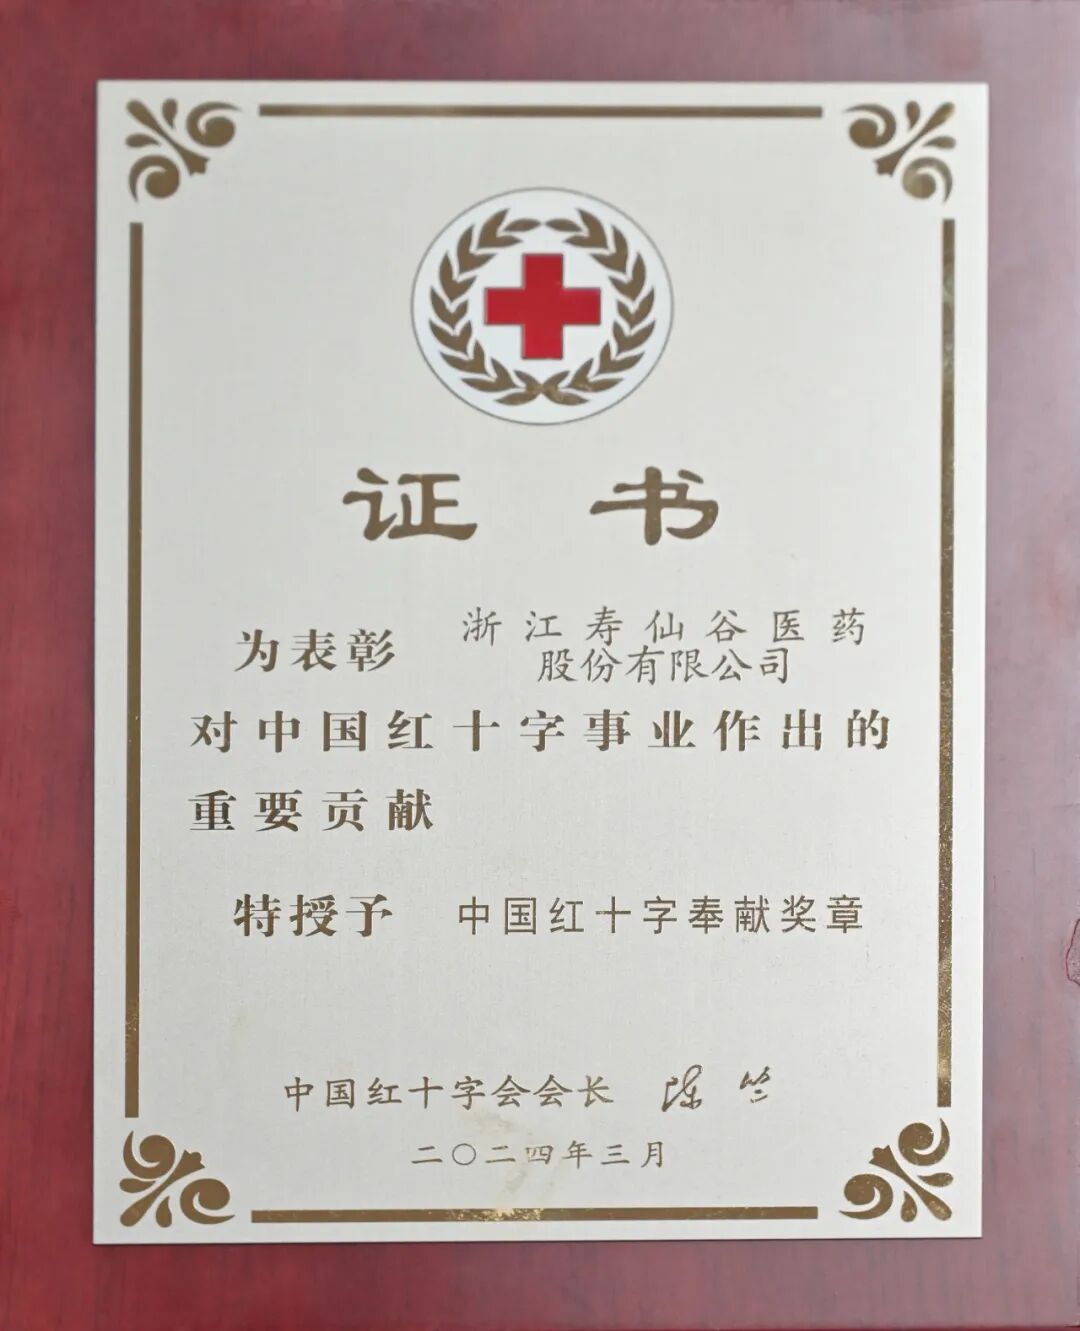 证书
为表彰 浙江寿仙谷医药
股份有限公司
对中国红十字事业作出的
重要贡献
特授予 中国红十字奉献奖章
中国红十字会会长 陈竺
二〇二四年三月